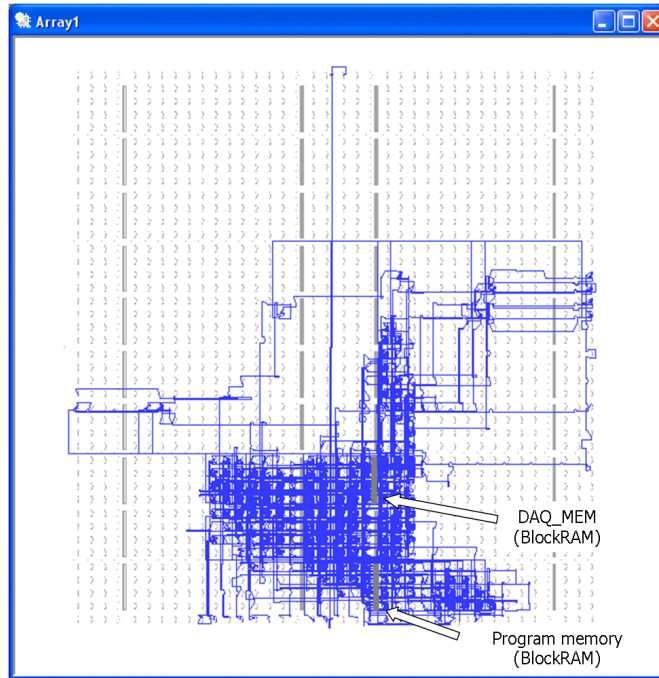 Array1
DAQ_MEM
(BlockRAM)
Program memory
(BlockRAM)